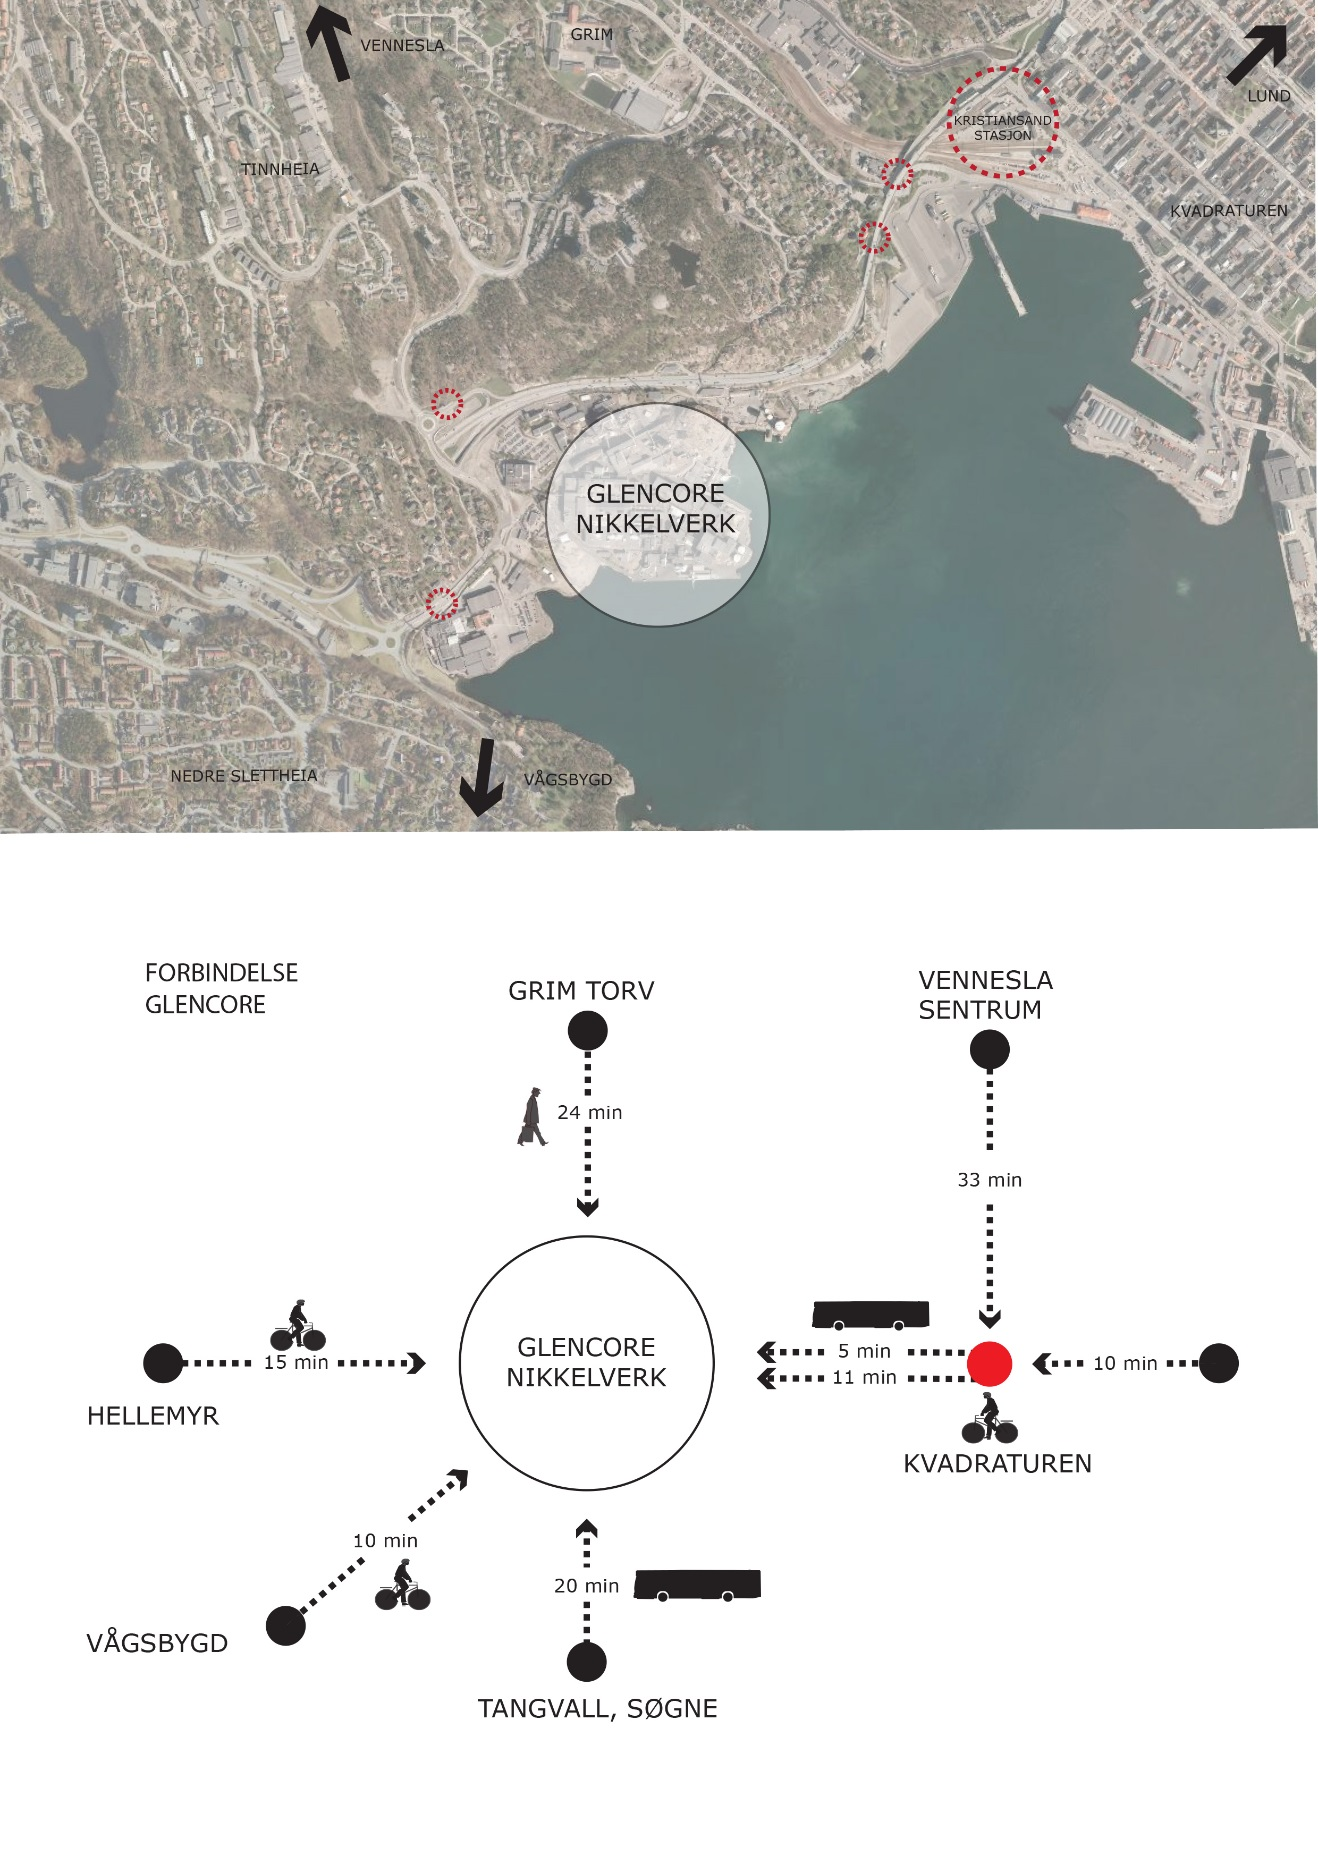 VENNESLA
GRIM
LUND
KRISTIANSAND
STASJON
TINNHEIA
KVADRATUREN
GLENCORE
NIKKELVERK
NEDRE SLETTHEIA
VÅGSBYGD
FORBINDELSE
GLENCORE
GRIM TORV
VENNESLA
SENTRUM
24 min
33 min
GLENCORE
NIKKELVERK
15 min
5 min
11 min
10 min
HELLEMYR
KVADRATUREN
10 min
20 min
VÅGSBYGD
TANGVALL, SØGNE